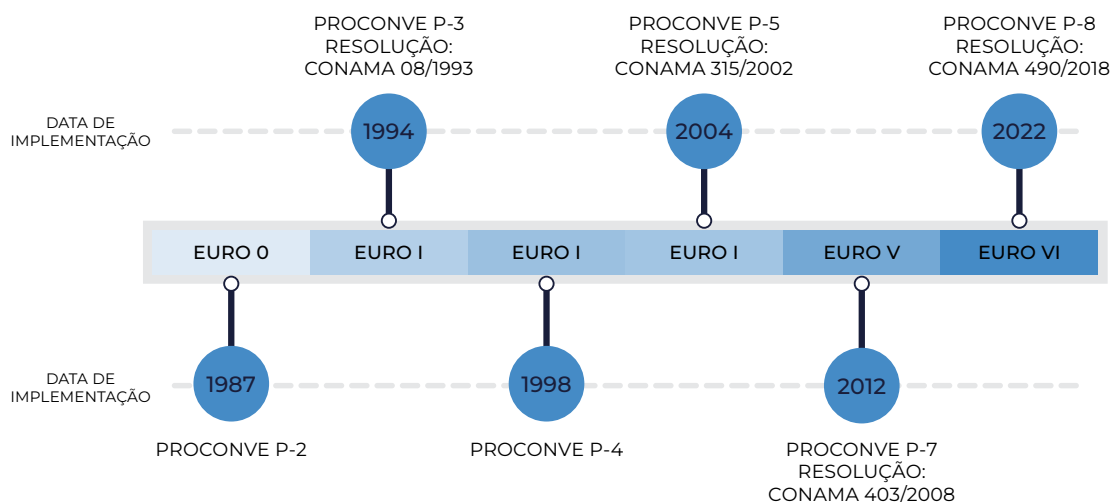 PROCONVE P-3
RESOLUÇÃO:
CONAMA 08/1993
PROCONVE P-5
RESOLUÇÃO:
CONAMA 315/2002
PROCONVE P-8
RESOLUÇÃO:
CONAMA 490/2018
DATA DE
IMPLEMENTAÇÃO
1994
2004
2022
EURO 0
EURO I
EURO I
EURO I
EURO V
EURO VI
DATA DE
IMPLEMENTAÇÃO
1987
1998
2012
PROCONVE P-2
PROCONVE P-4
PROCONVE P-7
RESOLUÇÃO:
CONAMA 403/2008